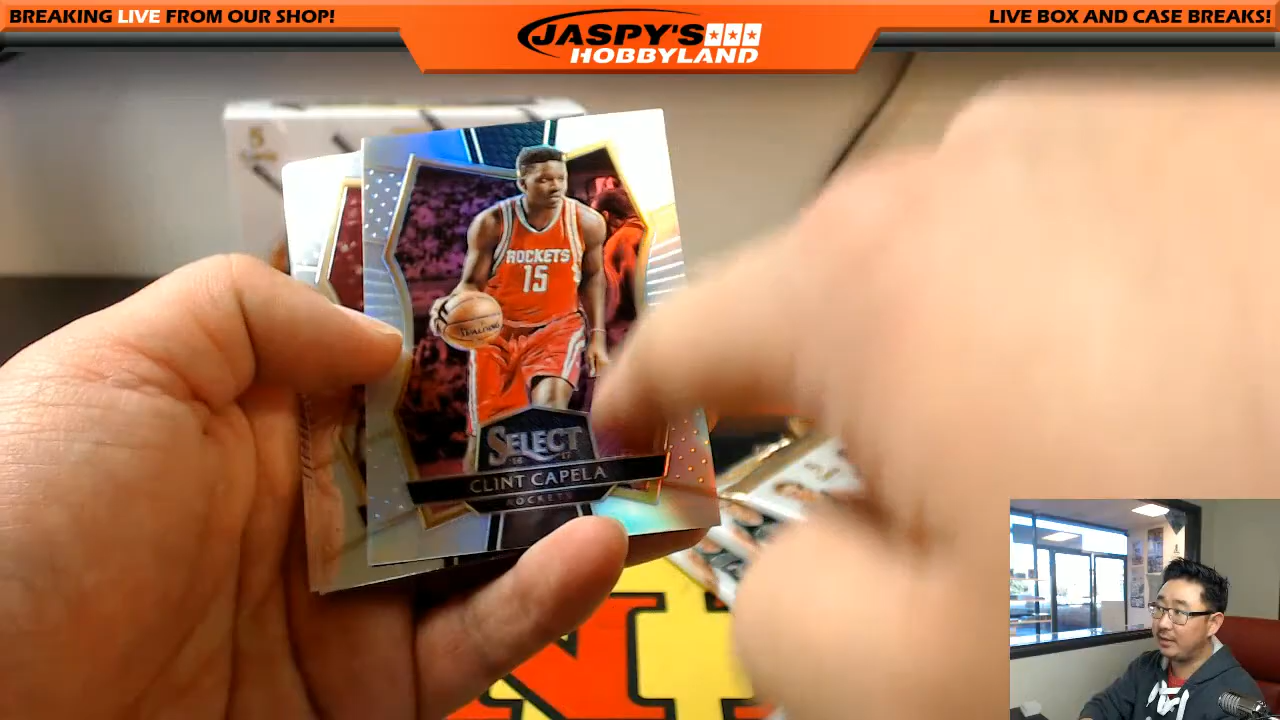 BREAKING LIVE FROM OUR SHOP!
JASPY'S
HOBBYLAND
LIVE BOX AND CASE BREAKS!
ROCKETS
15
SPALDING
SELECT
16 17
CLINT CAPELA
ROCKETS